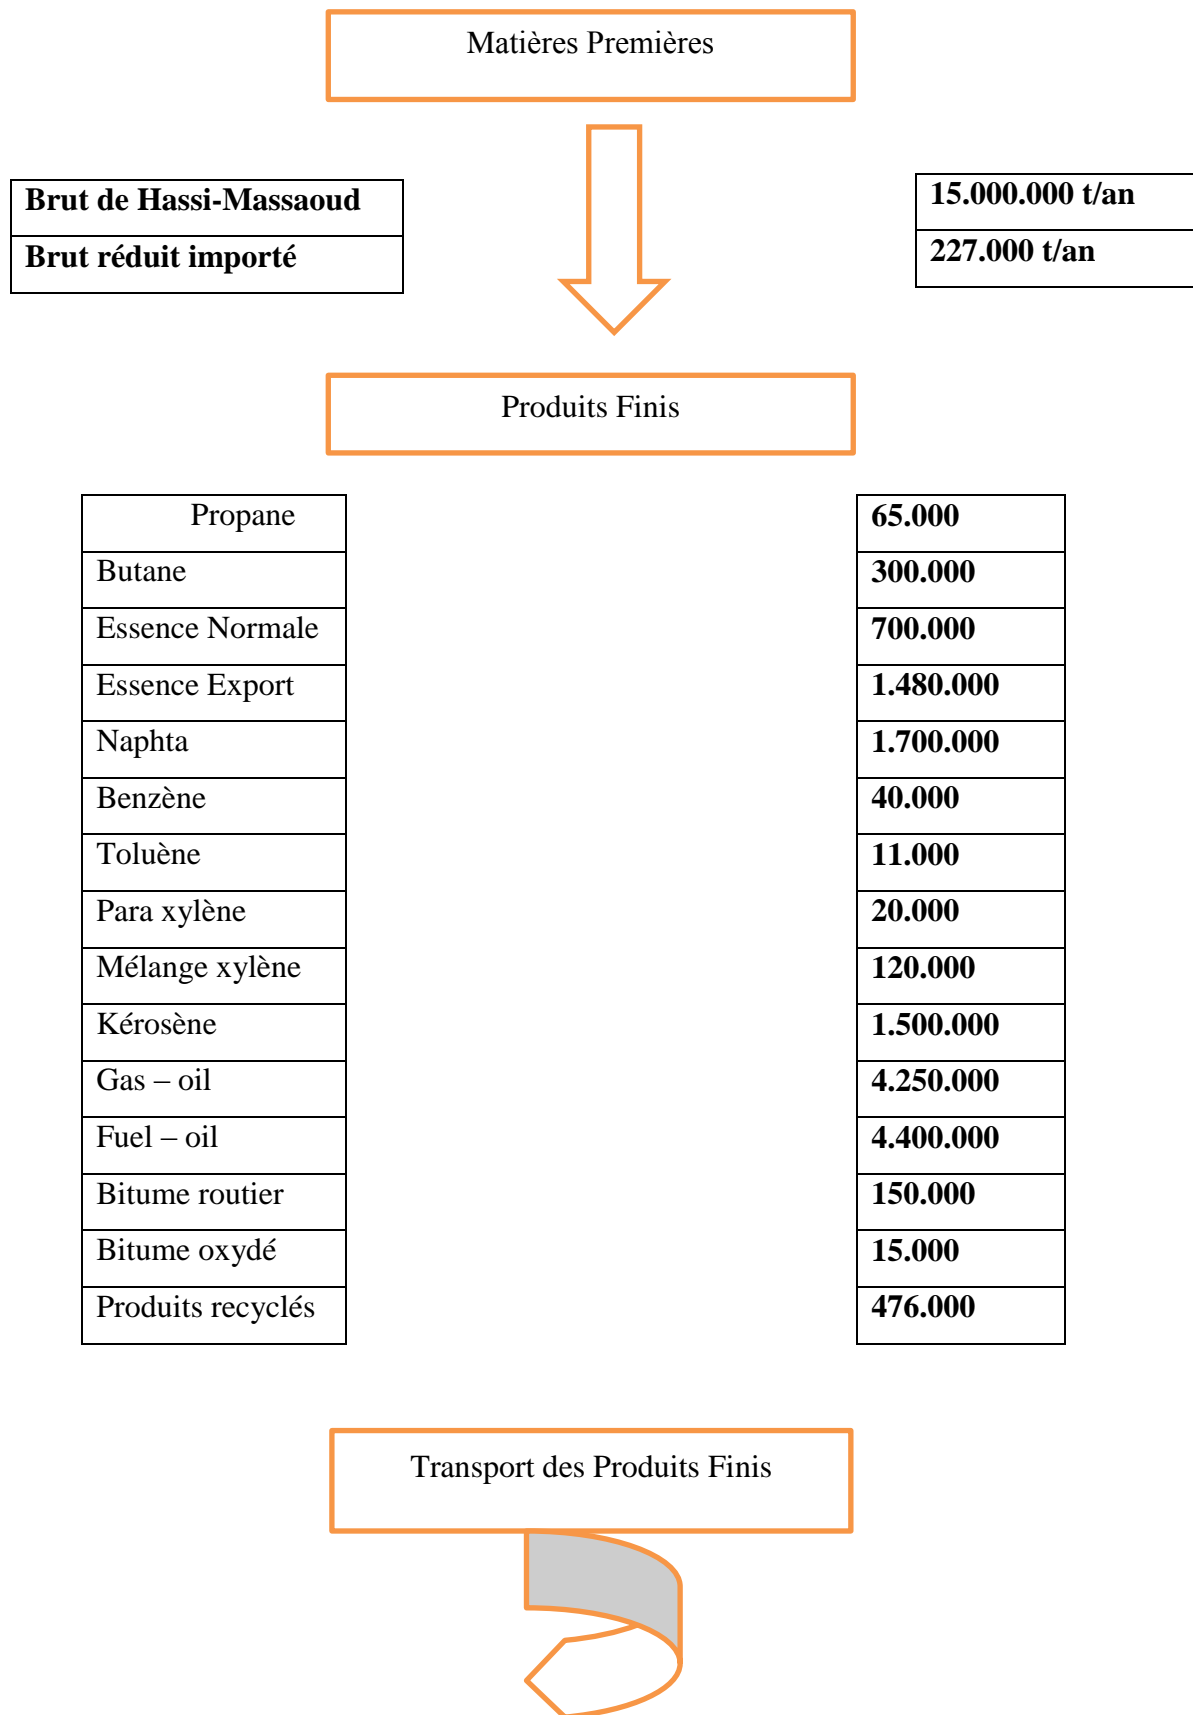 Matières Premières
Brut de Hassi-Massaoud 15.000.000 t/an
Brut réduit importé 227.000 t/an
Produits Finis
Propane 65.000
Butane 300.000
Essence Normale 700.000
Essence Export 1.480.000
Naphta 1.700.000
Benzène 40.000
Toluène 11.000
Para xylène 20.000
Mélange xylène 120.000
Kérosène 1.500.000
Gas – oil 4.250.000
Fuel – oil 4.400.000
Bitume routier 150.000
Bitume oxydé 15.000
Produits recyclés 476.000
Transport des Produits Finis